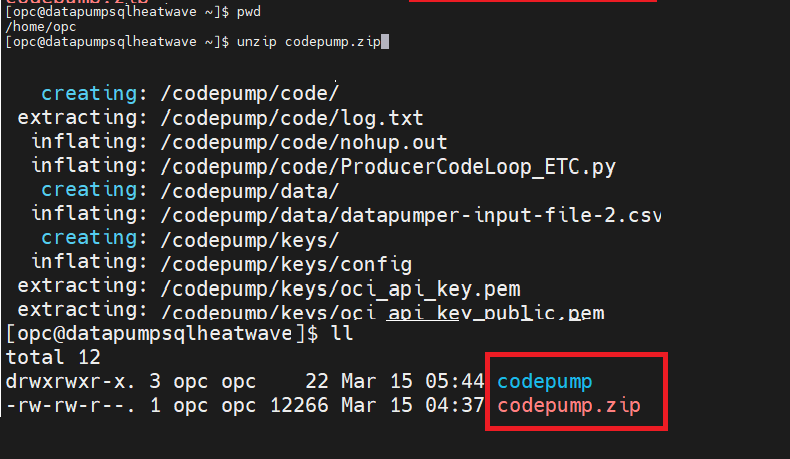 codepump.zip
[opc@datapumpsqlheatwave ~]$ pwd
/home/opc
[opc@datapumpsqlheatwave ~]$ unzip codepump.zip
creating: /codepump/code/
extracting: /codepump/code/log.txt
inflating: /codepump/code/nohup.out
inflating: /codepump/code/ProducerCodeLoop_ETC.py
creating: /codepump/data/
inflating: /codepump/data/datapumper-input-file-2.csv
creating: /codepump/keys/
inflating: /codepump/keys/config
extracting: /codepump/keys/oci_api_key.pem
extracting: /codepump/keys/oci_api_key_public.pem
[opc@datapumpsqlheatwave]$ ll
total 12
drwxrwxr-x. 3 opc opc 22 Mar 15 05:44 codepump
-rw-rw-r--. 1 opc opc 12266 Mar 15 04:37 codepump.zip